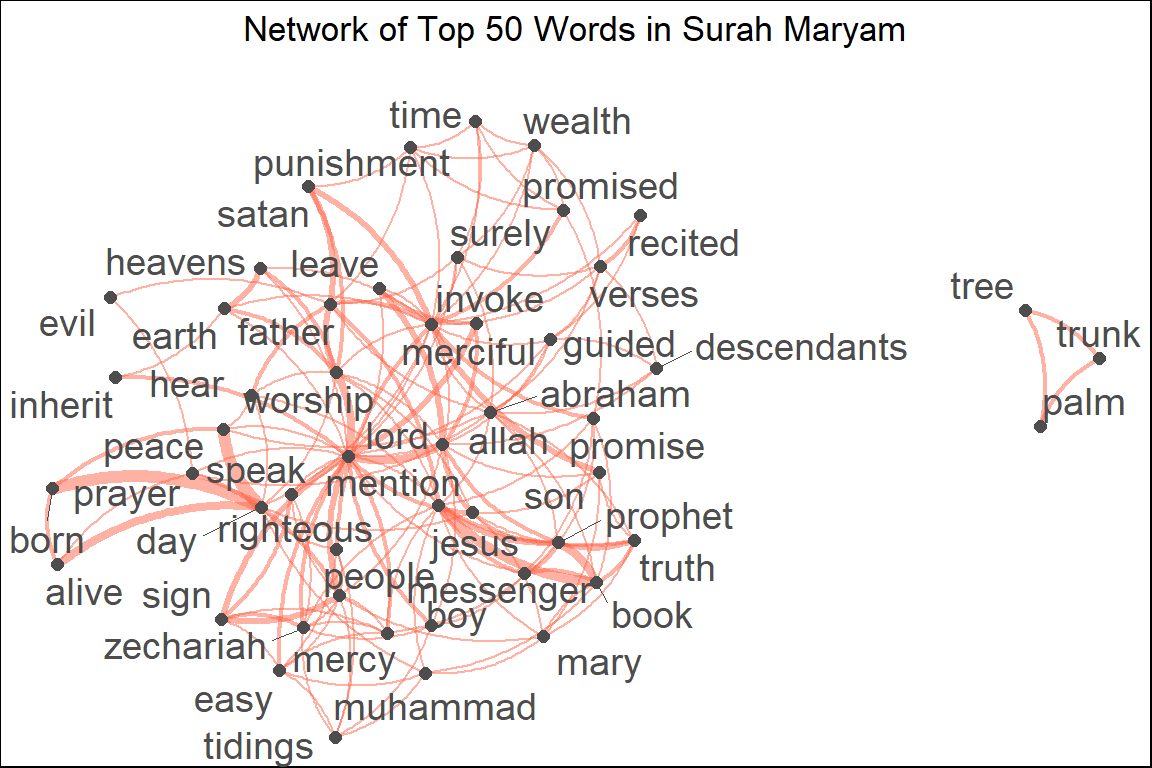 Network of Top 50 Words in Surah Maryam
time
wealth
punishment
promised
satan
surely
recited
heavens
leave
tree
invoke
verses
evil
earth
father
trunk
merciful
guided
descendants
hear
inherit
worship
abraham
palm
lord
allah
peace
promise
speak
mention
prayer
son
born
day
righteous
prophet
jesus
truth
alive
sign
people
messenger
boy
book
zechariah
mercy
mary
easy
muhammad
tidings